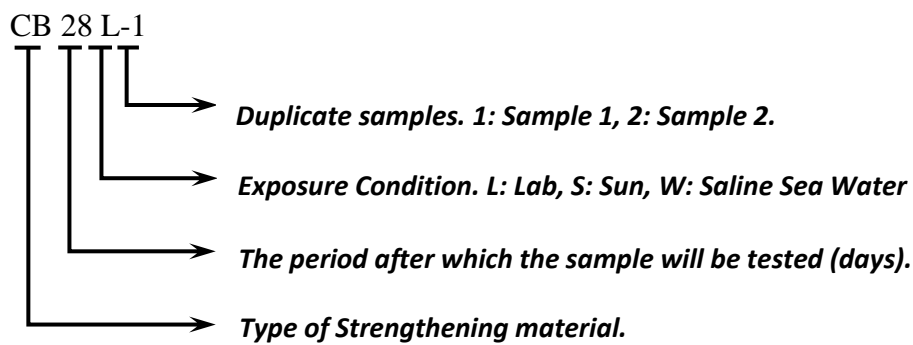 CB 28 L-1
Duplicate samples. 1: Sample 1, 2: Sample 2.
Exposure Condition. L: Lab, S: Sun, W: Saline Sea Water
The period after which the sample will be tested (days).
Type of Strengthening material.